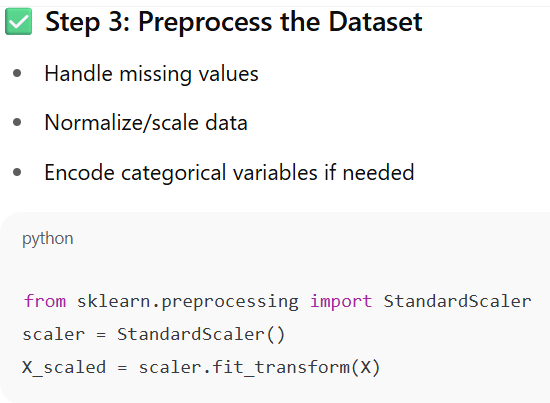 ✅ Step 3: Preprocess the Dataset
• Handle missing values
• Normalize/scale data
• Encode categorical variables if needed
python
from sklearn.preprocessing import StandardScaler
scaler = StandardScaler()
X_scaled = scaler.fit_transform(X)